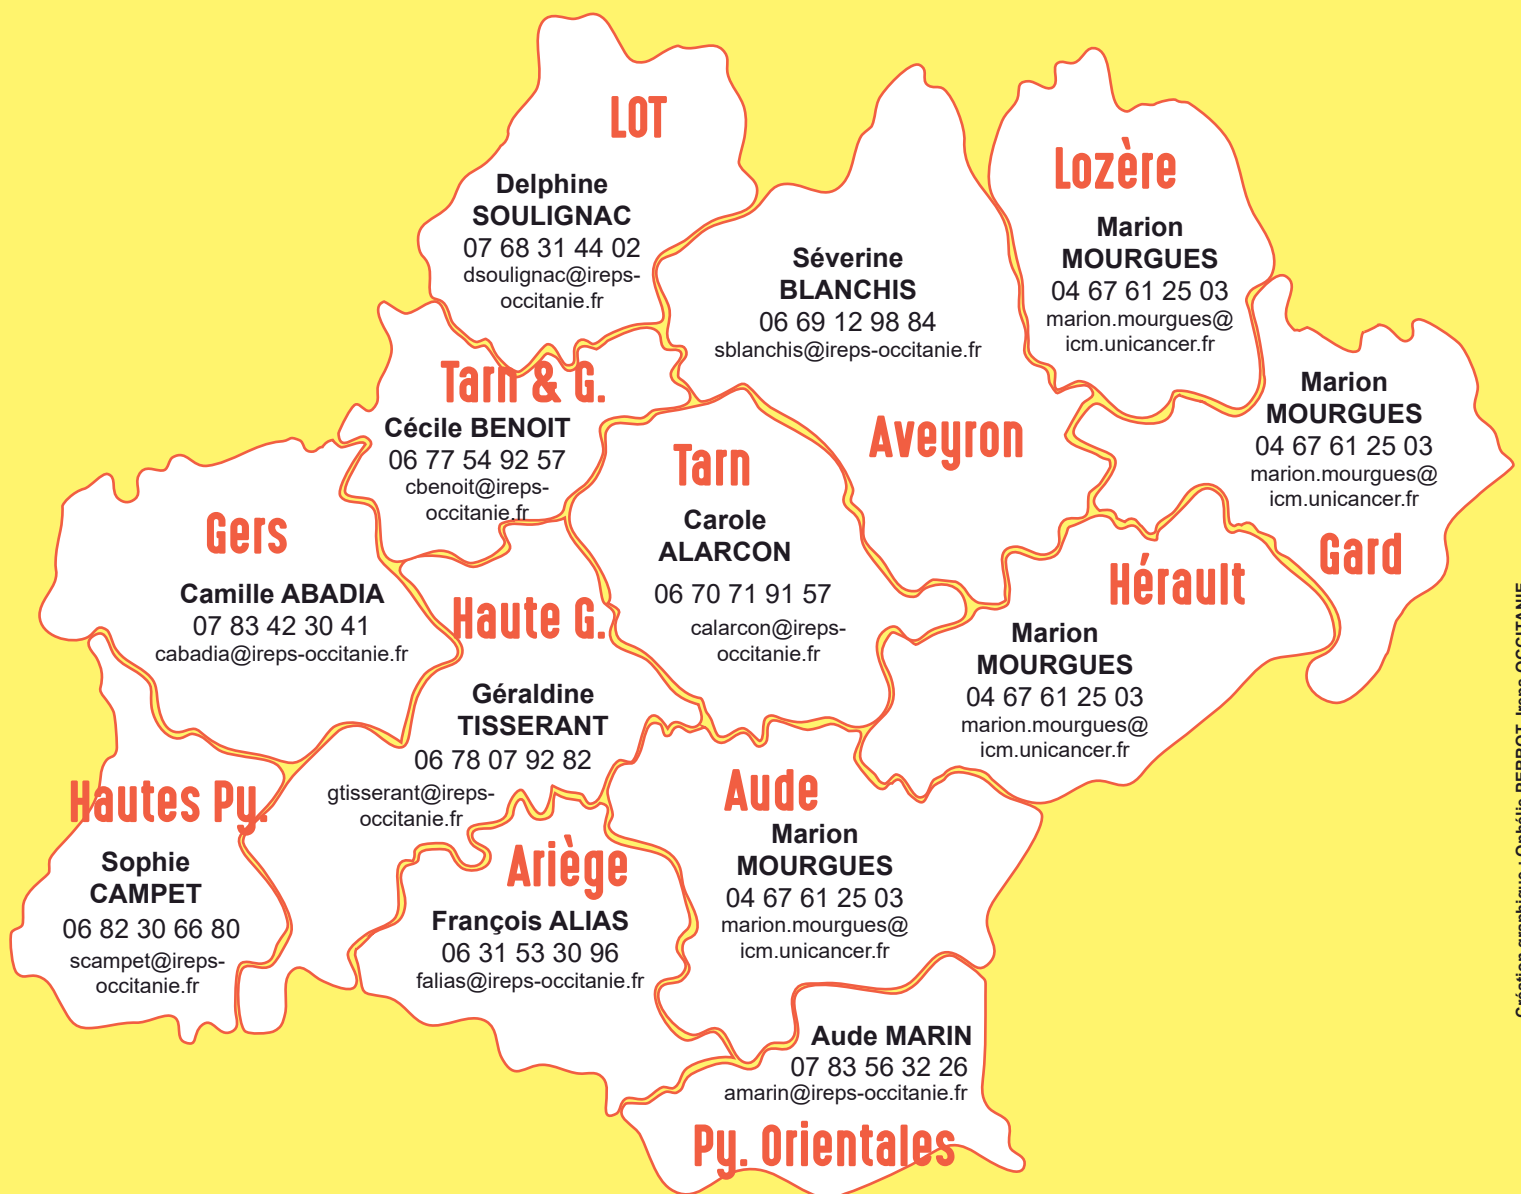 LOT
Delphine
SOULIGNAC
07 68 31 44 02
dsoulignac@ireps-
occitanie.fr
Lozère
Marion
MOURGUES
04 67 61 25 03
marion.mourgues@
icm.unicancer.fr
Séverine
BLANCHIS
06 69 12 98 84
sblanchis@ireps-occitanie.fr
Aveyron
Tarn & G.
Cécile BENOIT
06 77 54 92 57
cbenoit@ireps-
occitanie.fr
Marion
MOURGUES
04 67 61 25 03
marion.mourgues@
icm.unicancer.fr
Gard
Tarn
Carole
ALARCON
06 70 71 91 57
calarcon@ireps-
occitanie.fr
Gers
Camille ABADIA
07 83 42 30 41
cabadia@ireps-occitanie.fr
Hérault
Marion
MOURGUES
04 67 61 25 03
marion.mourgues@
icm.unicancer.fr
Haute G.
Géraldine
TISSERANT
06 78 07 92 82
gtisserant@ireps-
occitanie.fr
Hautes Py.
Sophie
CAMPET
06 82 30 66 80
scampet@ireps-
occitanie.fr
Aude
Marion
MOURGUES
04 67 61 25 03
marion.mourgues@
icm.unicancer.fr
Ariège
François ALIAS
06 31 53 30 96
falias@ireps-occitanie.fr
Aude MARIN
07 83 56 32 26
amarin@ireps-occitanie.fr
Py. Orientales
Création graphique : Ophélie PERROT, Ireps OCCITANIE